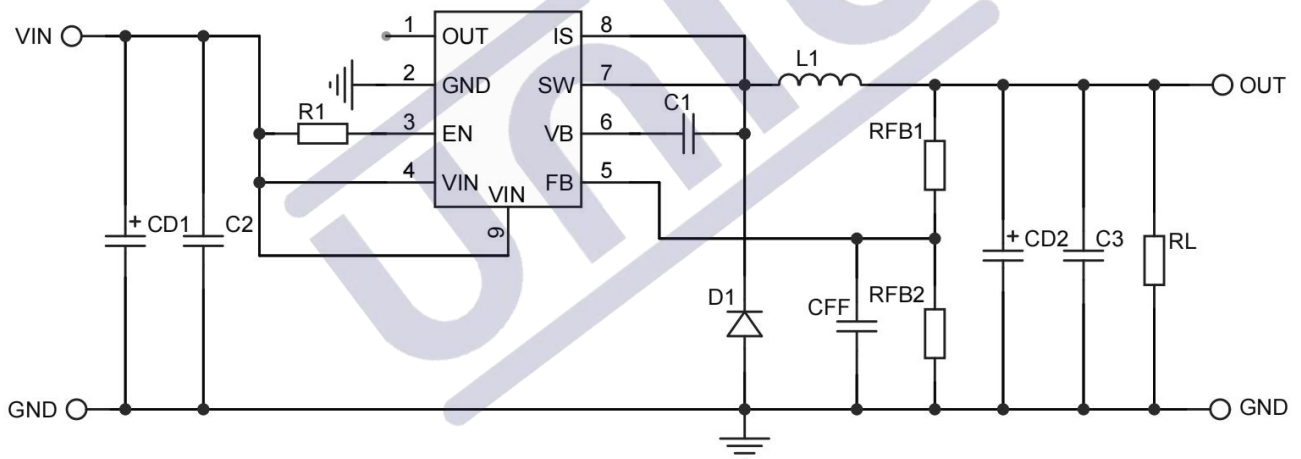 VIN
1
OUT
IS
8
2
GND
SW
7
L1
OUT
R1
3
EN
VB
6
C1
RFB1
4
VIN
VIN
FB
5
9
+ CD1
C2
+ CD2
C3
RL
D1
CFF
RFB2
GND
GND